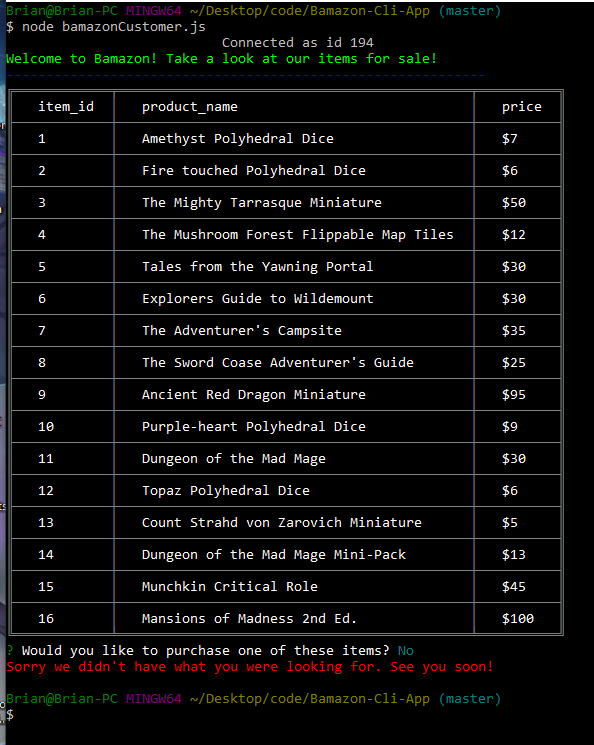 Brian@Brian-PC MINGW64 ~/Desktop/code/Bamazon-Cli-App (master)
$ node bamazonCustomer.js
Connected as id 194
Welcome to Bamazon! Take a look at our items for sale!
item_id product_name price
1 Amethyst Polyhedral Dice $7
2 Fire touched Polyhedral Dice $6
3 The Mighty Tarrasque Miniature $50
4 The Mushroom Forest Flippable Map Tiles $12
5 Tales from the Yawning Portal $30
6 Explorers Guide to Wildemount $30
7 The Adventurer's Campsite $35
8 The Sword Coase Adventurer's Guide $25
9 Ancient Red Dragon Miniature $95
10 Purple-heart Polyhedral Dice $9
11 Dungeon of the Mad Mage $30
12 Topaz Polyhedral Dice $6
13 Count Strahd von Zarovich Miniature $5
14 Dungeon of the Mad Mage Mini-Pack $13
15 Munchkin Critical Role $45
16 Mansions of Madness 2nd Ed. $100
? Would you like to purchase one of these items? No
Sorry we didn't have what you were looking for. See you soon!
Brian@Brian-PC MINGW64 ~/Desktop/code/Bamazon-Cli-App (master)
$